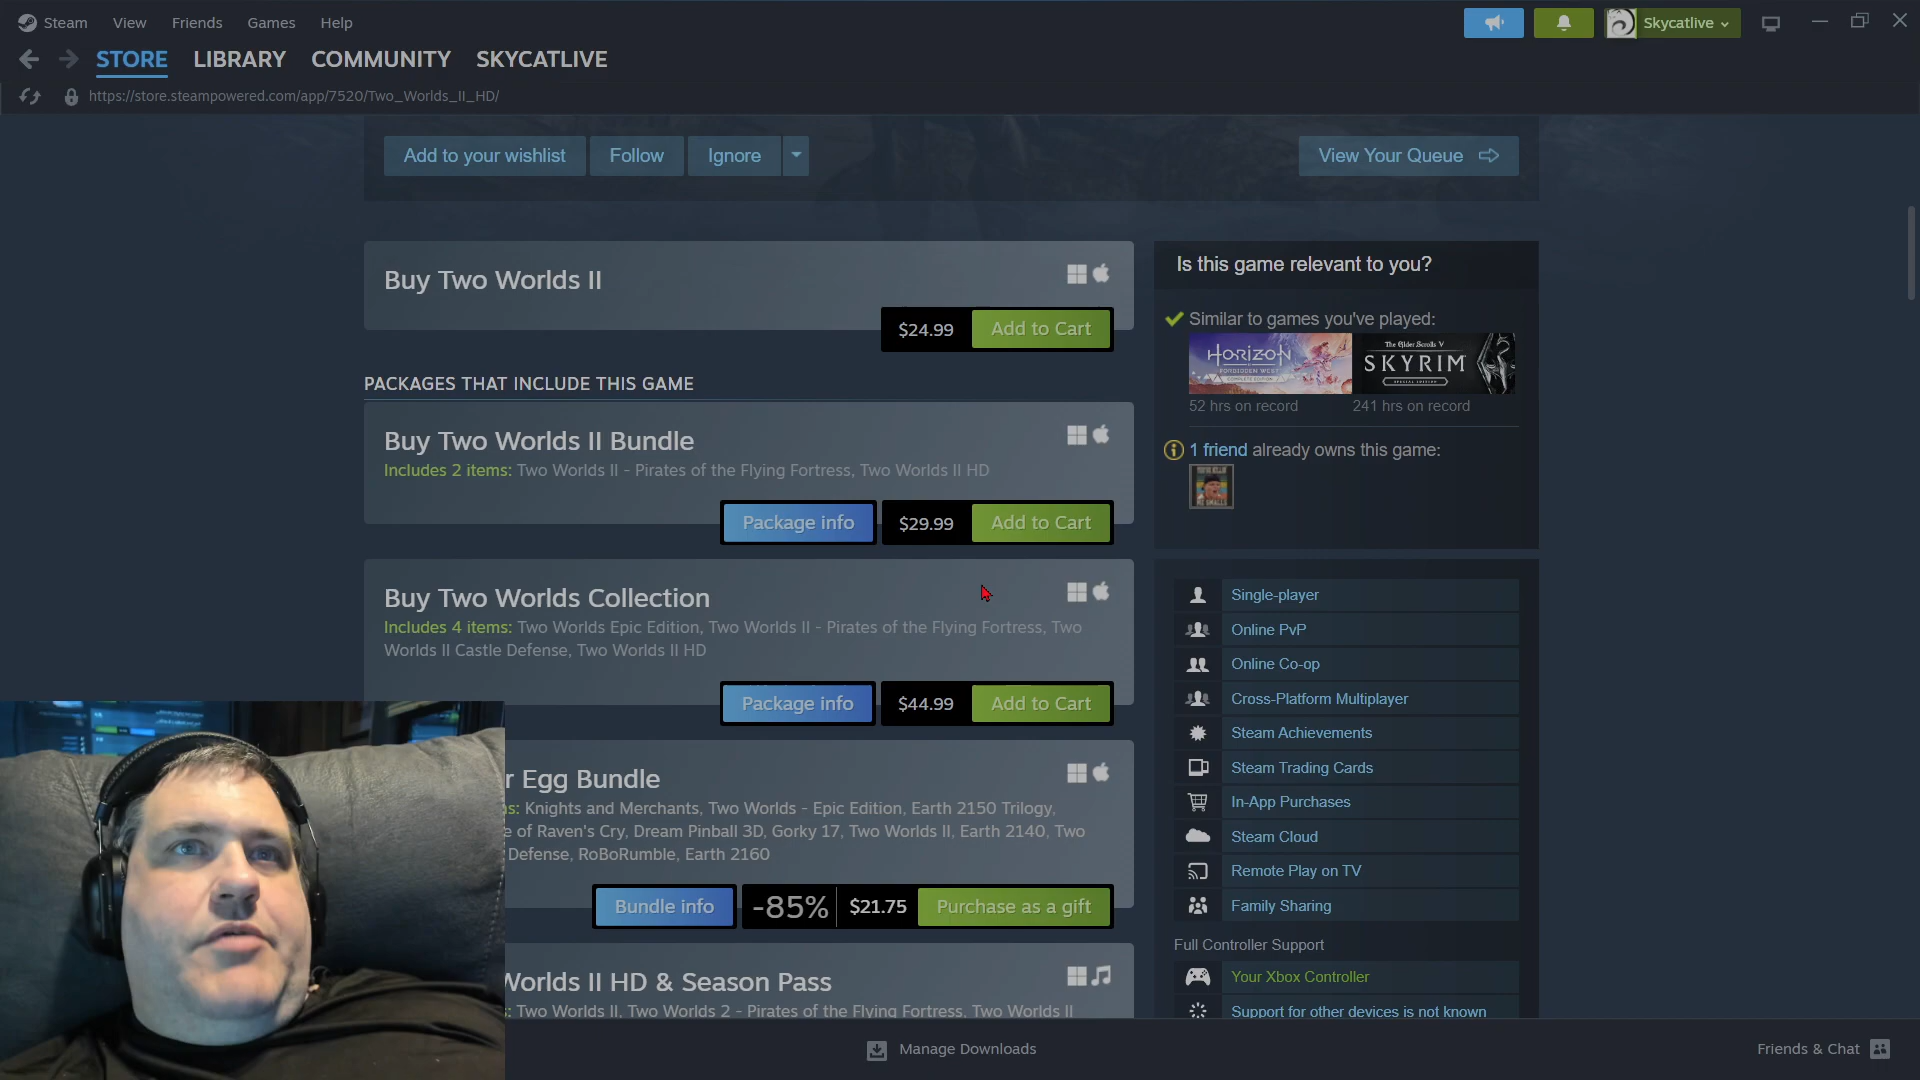 Steam View Friends Games Help
Skycatlive
STORE LIBRARY COMMUNITY SKYCATLIVE
https://store.steampowered.com/app/7520/Two_Worlds_II_HD/
Add to your wishlist Follow Ignore
View Your Queue
Buy Two Worlds II
$24.99 Add to Cart
PACKAGES THAT INCLUDE THIS GAME
Buy Two Worlds II Bundle
Includes 2 items: Two Worlds II - Pirates of the Flying Fortress, Two Worlds II HD
Package info $29.99 Add to Cart
Buy Two Worlds Collection
Includes 4 items: Two Worlds Epic Edition, Two Worlds II - Pirates of the Flying Fortress, Two
Worlds II Castle Defense, Two Worlds II HD
Package info $44.99 Add to Cart
r Egg Bundle
s: Knights and Merchants, Two Worlds - Epic Edition, Earth 2150 Trilogy,
e of Raven's Cry, Dream Pinball 3D, Gorky 17, Two Worlds II, Earth 2140, Two
Defense, RoBoRumble, Earth 2160
Bundle info -85% $21.75 Purchase as a gift
Worlds II HD & Season Pass
: Two Worlds II, Two Worlds 2 - Pirates of the Flying Fortress, Two Worlds II
Is this game relevant to you?
Similar to games you've played:
HORIZON
FORBIDDEN WEST
COMPLETE EDITION
The Elder Scrolls V
SKYRIM
SPECIAL EDITION
52 hrs on record 241 hrs on record
1 friend already owns this game:
Single-player
Online PvP
Online Co-op
Cross-Platform Multiplayer
Steam Achievements
Steam Trading Cards
In-App Purchases
Steam Cloud
Remote Play on TV
Family Sharing
Full Controller Support
Your Xbox Controller
Support for other devices is not known
Manage Downloads
Friends & Chat